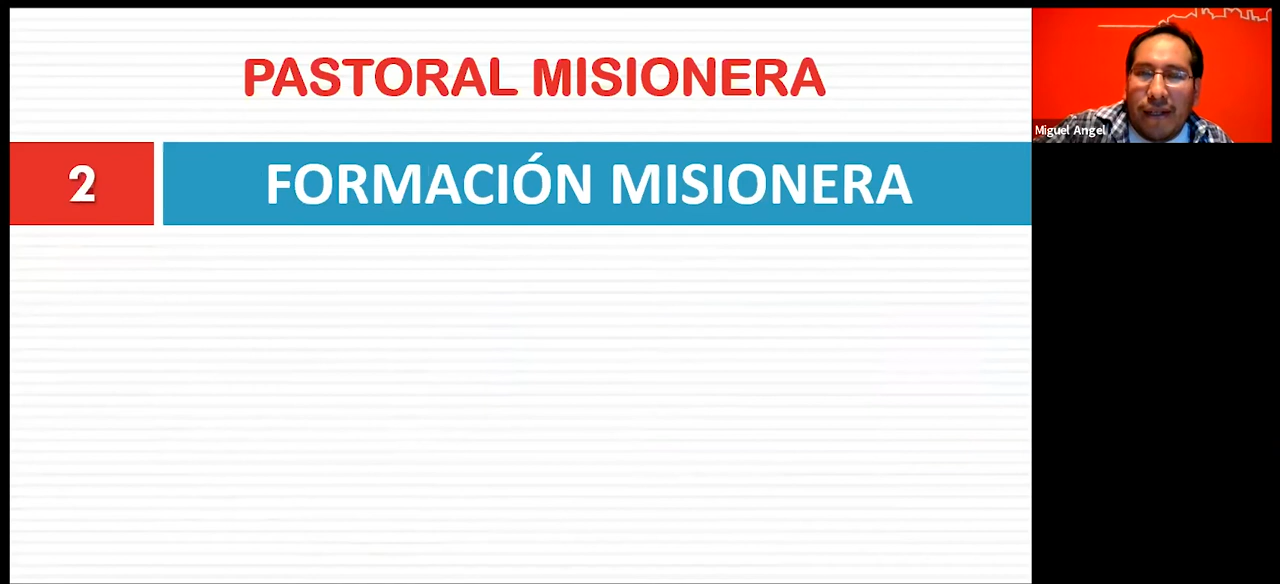 PASTORAL MISIONERA
2
FORMACIÓN MISIONERA
Miguel Angel